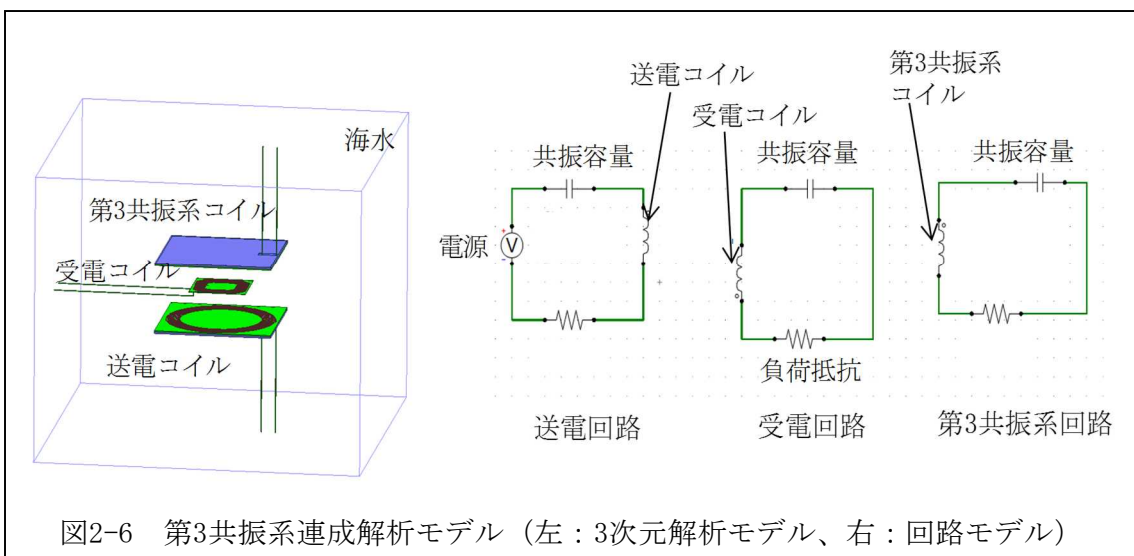 海水
第3共振系コイル
受電コイル
送電コイル
送電コイル
受電コイル
第3共振系
コイル
共振容量
共振容量
共振容量
電源
V
負荷抵抗
送電回路
受電回路
第3共振系回路
図2-6 第3共振系連成解析モデル（左：3次元解析モデル、右：回路モデル）